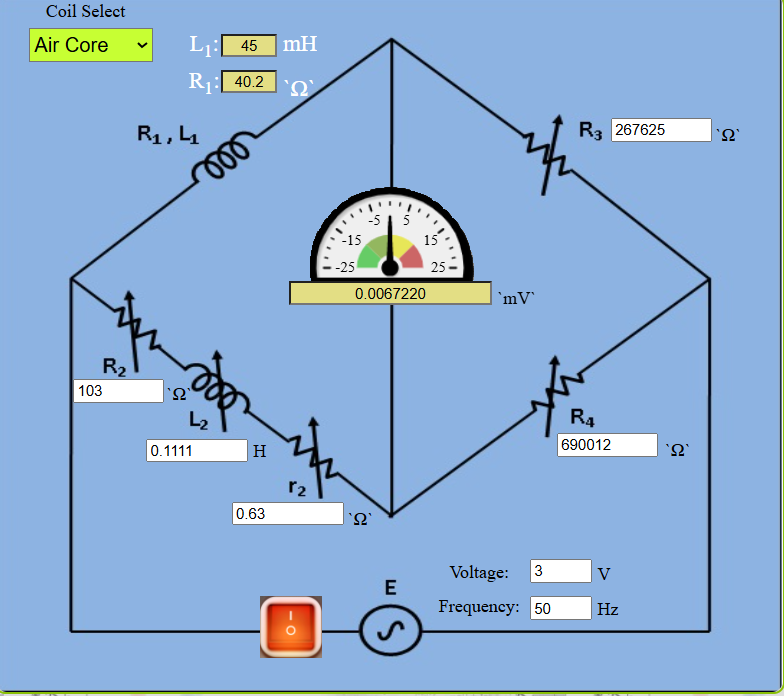 Coil Select
Air Core
L1: 45 mH
R1: 40.2 `Ω`
R1 , L1
R3 267625 `Ω`
-25 -15 -5 5 15 25
0.0067220 `mV`
R2
103 `Ω`
L2
0.1111 H
r2
0.63 `Ω`
R4
690012 `Ω`
E
Voltage: 3 V
Frequency: 50 Hz
I
O